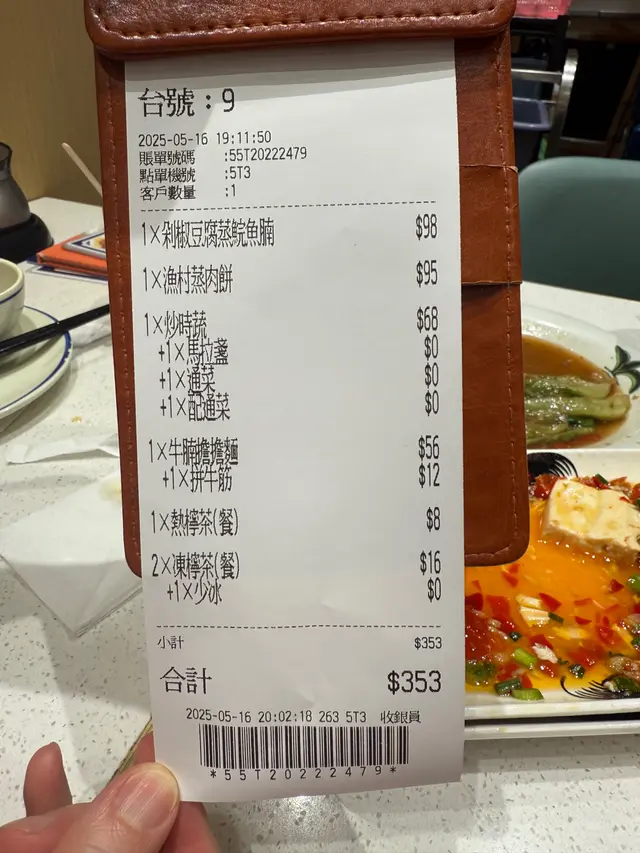 台號：9
2025-05-16 19:11:50
賬單號碼 :55T20222479
點單機號 :5T3
客戶數量 :1
1×剁椒豆腐蒸鯇魚腩 $98
1×漁村蒸肉餅 $95
1×炒時蔬 $68
+1×馬拉盞 $0
+1×通菜 $0
+1×配通菜 $0
1×牛腩擔擔麵 $56
+1×拼牛筋 $12
1×熱檸茶(餐) $8
2×凍檸茶(餐) $16
+1×少冰 $0
小計 $353
合計 $353
2025-05-16 20:02:18 263 5T3 收銀員
*55T20222479*